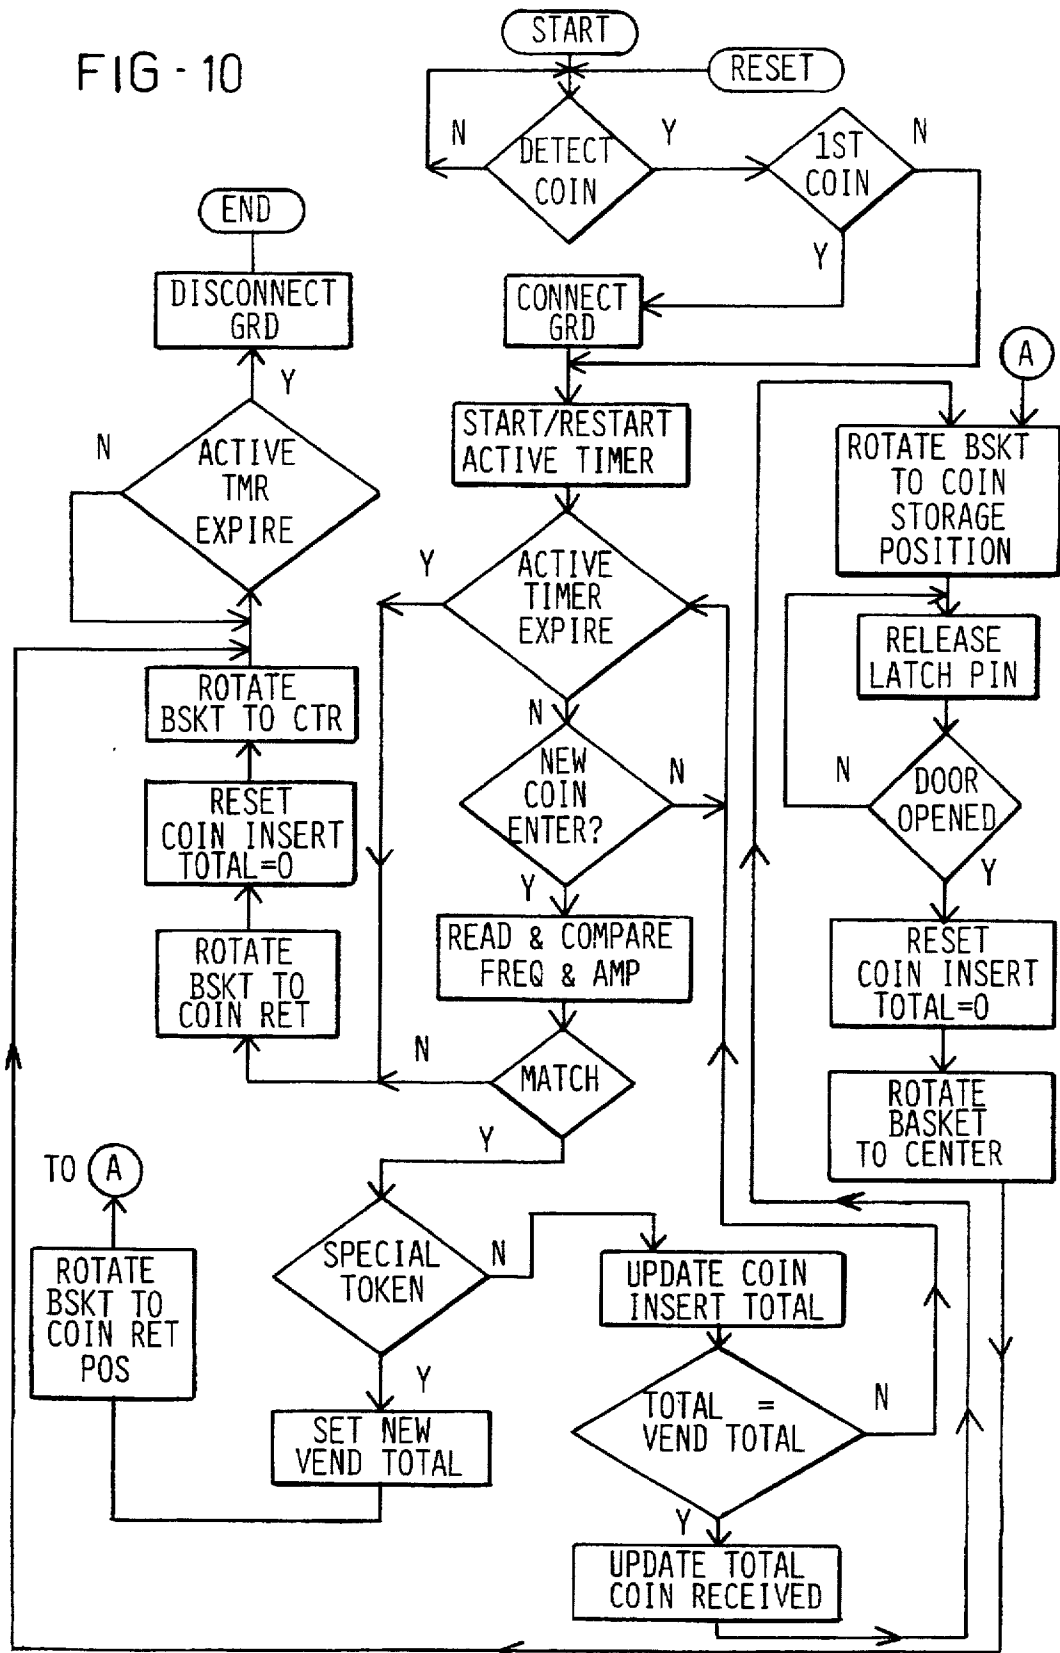 FIG-10
START
RESET
N
DETECT
COIN
Y
1ST
COIN
N
Y
END
DISCONNECT
GRD
Y
CONNECT
GRD
A
N
ACTIVE
TMR
EXPIRE
START/RESTART
ACTIVE TIMER
ROTATE BSKT
TO COIN
STORAGE
POSITION
Y
ACTIVE
TIMER
EXPIRE
N
RELEASE
LATCH PIN
ROTATE
BSKT TO CTR
NEW
COIN
ENTER?
N
Y
N
DOOR
OPENED
Y
RESET
COIN INSERT
TOTAL=0
READ & COMPARE
FREQ & AMP
RESET
COIN INSERT
TOTAL=0
ROTATE
BSKT TO
COIN RET
N
MATCH
Y
ROTATE
BASKET
TO CENTER
TO A
SPECIAL
TOKEN
N
Y
ROTATE
BSKT TO
COIN RET
POS
UPDATE COIN
INSERT TOTAL
SET NEW
VEND TOTAL
TOTAL =
VEND TOTAL
N
Y
UPDATE TOTAL
COIN RECEIVED